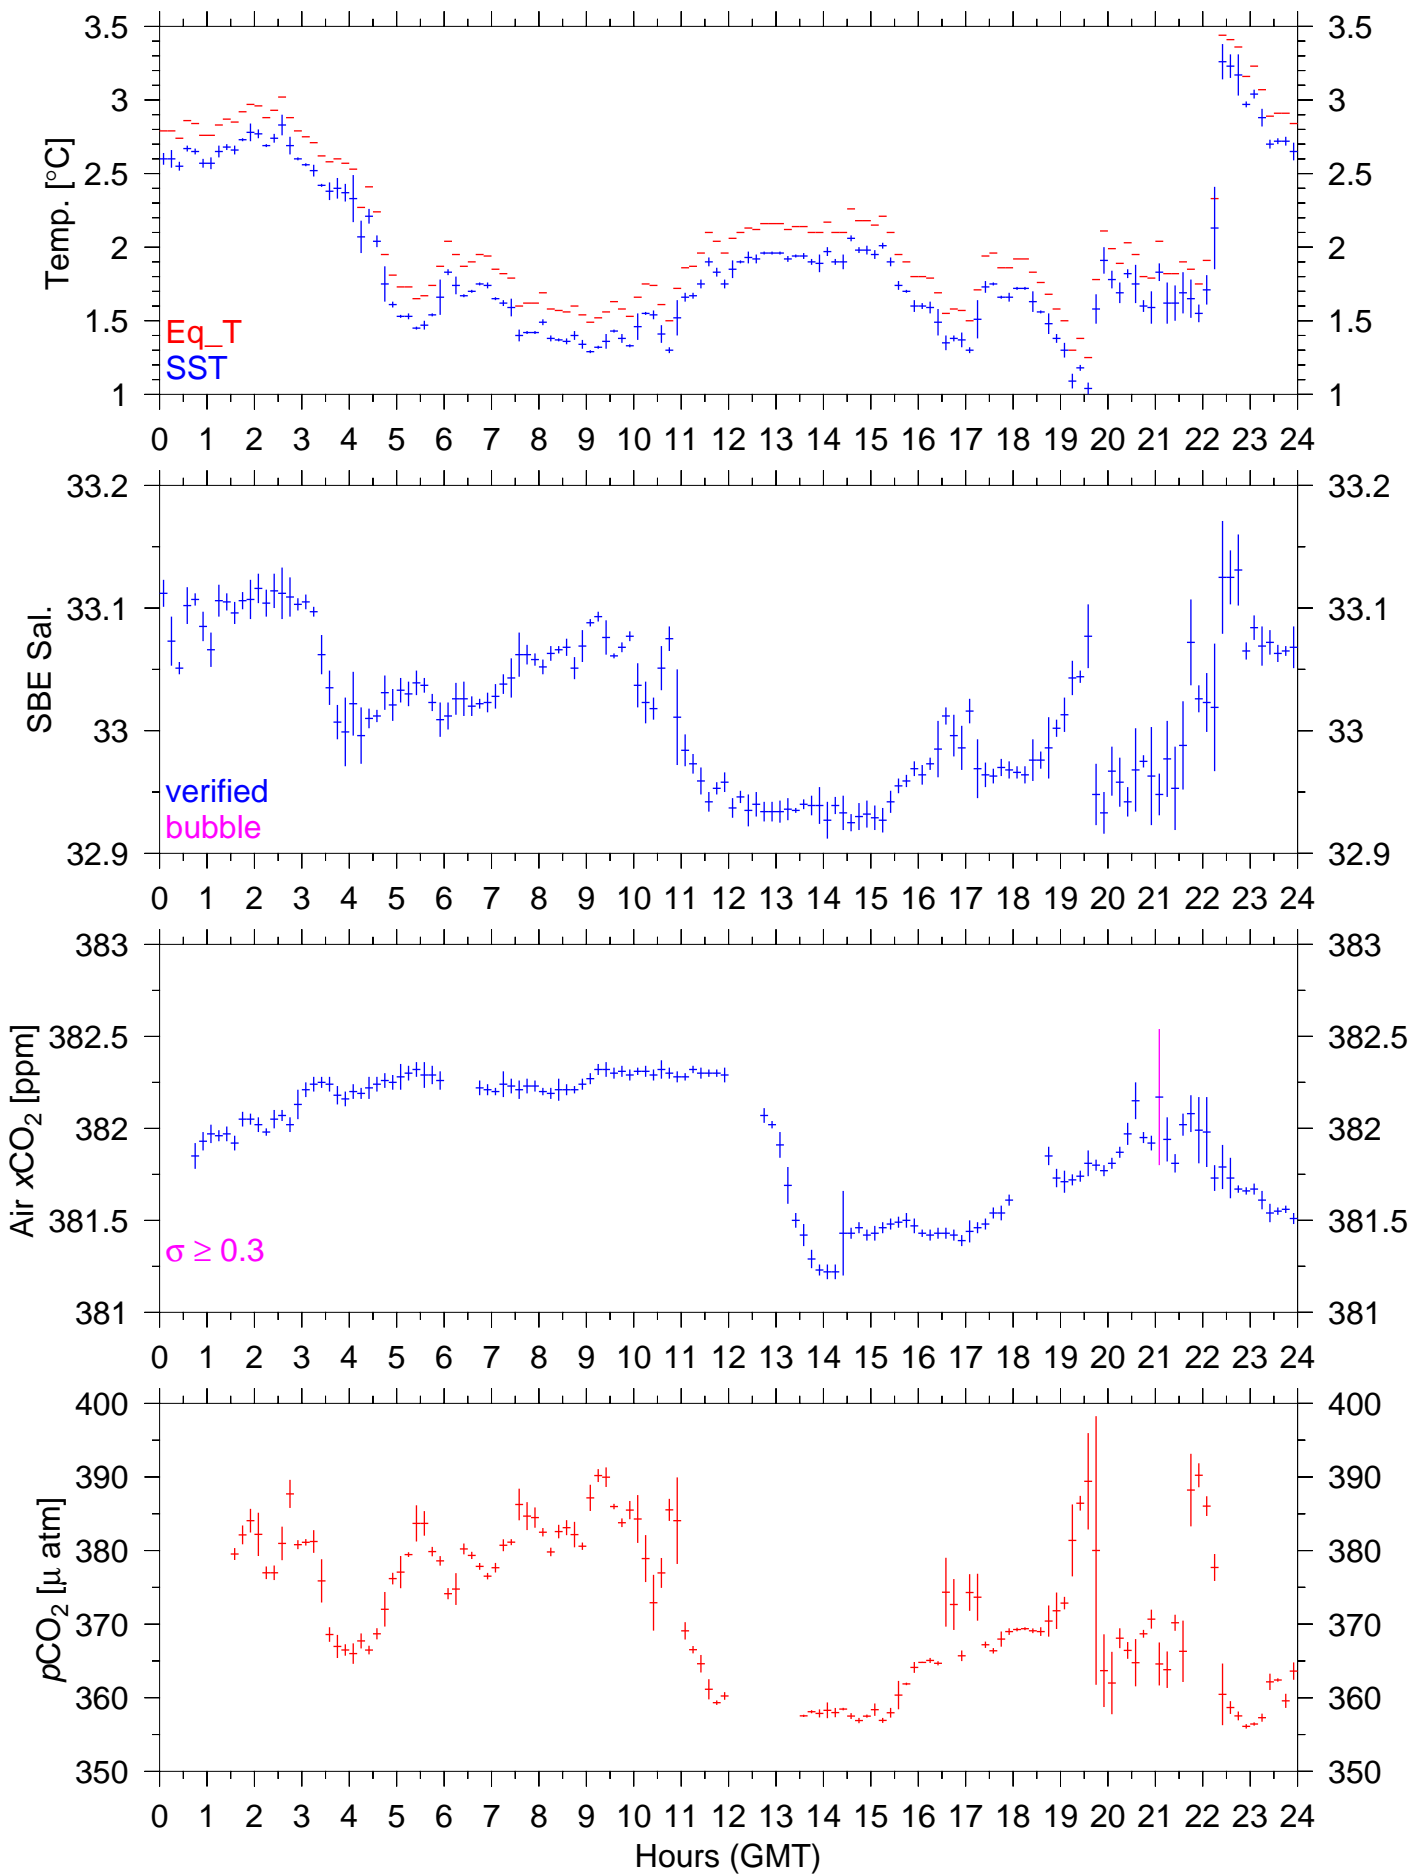 3.5 3.5
3 3
2.5 2.5
2 2
1.5 1.5
1 1
Temp. [°C]
Eq_T
SST
0 1 2 3 4 5 6 7 8 9 10 11 12 13 14 15 16 17 18 19 20 21 22 23 24
33.2 33.2
33.1 33.1
33 33
32.9 32.9
SBE Sal.
verified
bubble
0 1 2 3 4 5 6 7 8 9 10 11 12 13 14 15 16 17 18 19 20 21 22 23 24
383 383
382.5 382.5
382 382
381.5 381.5
381 381
Air xCO₂ [ppm]
σ ≥ 0.3
0 1 2 3 4 5 6 7 8 9 10 11 12 13 14 15 16 17 18 19 20 21 22 23 24
400 400
390 390
380 380
370 370
360 360
350 350
pCO₂ [μ atm]
0 1 2 3 4 5 6 7 8 9 10 11 12 13 14 15 16 17 18 19 20 21 22 23 24
Hours (GMT)